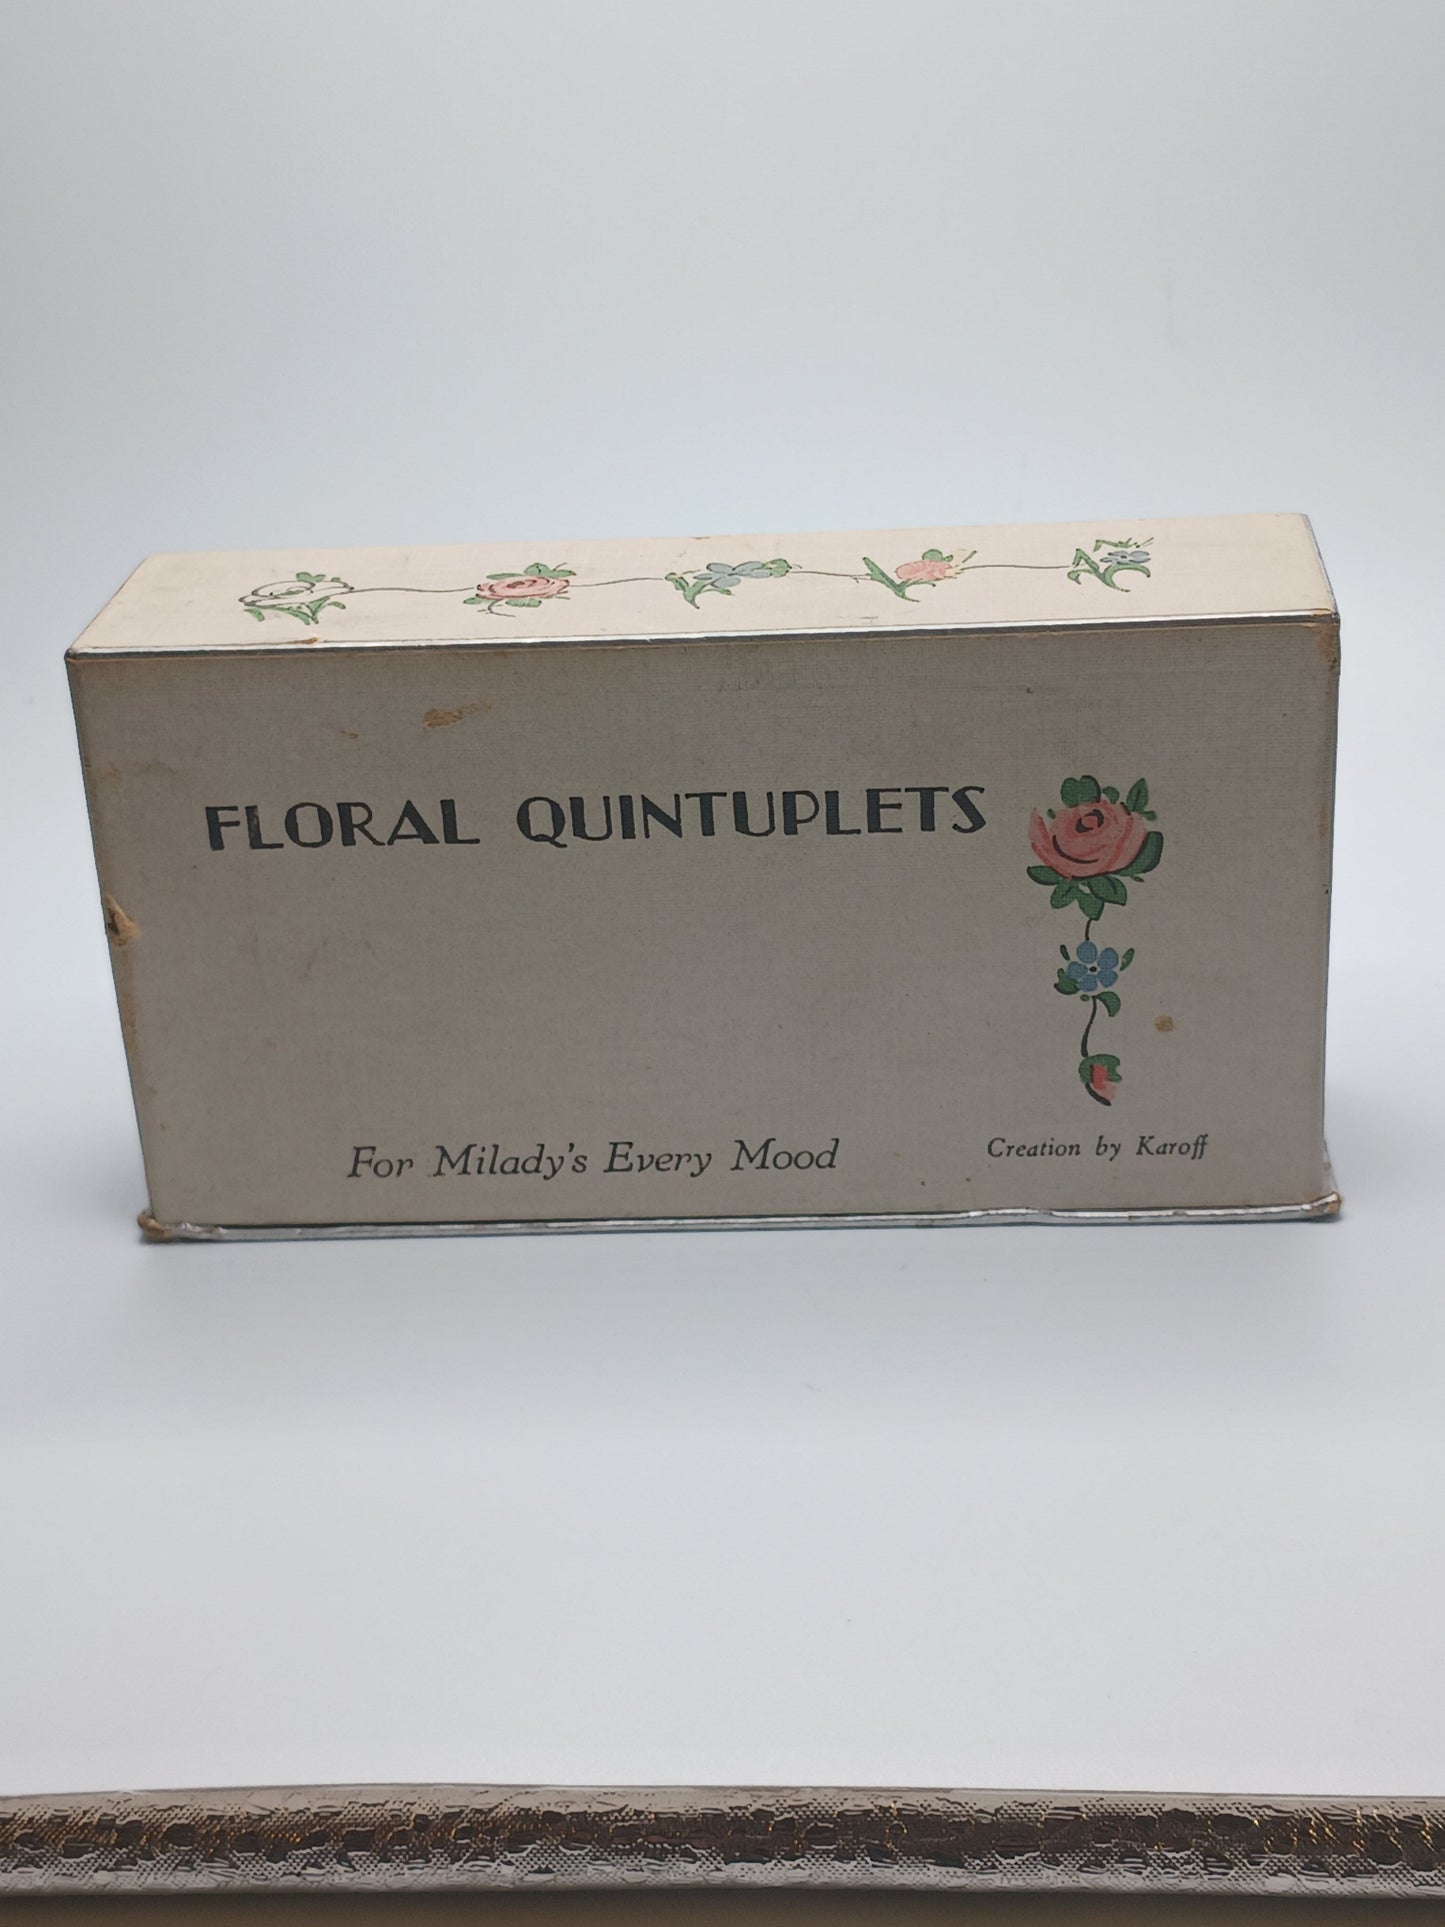 FLORAL QUINTUPLETS
For Milady's Every Mood
Creation by Karoff